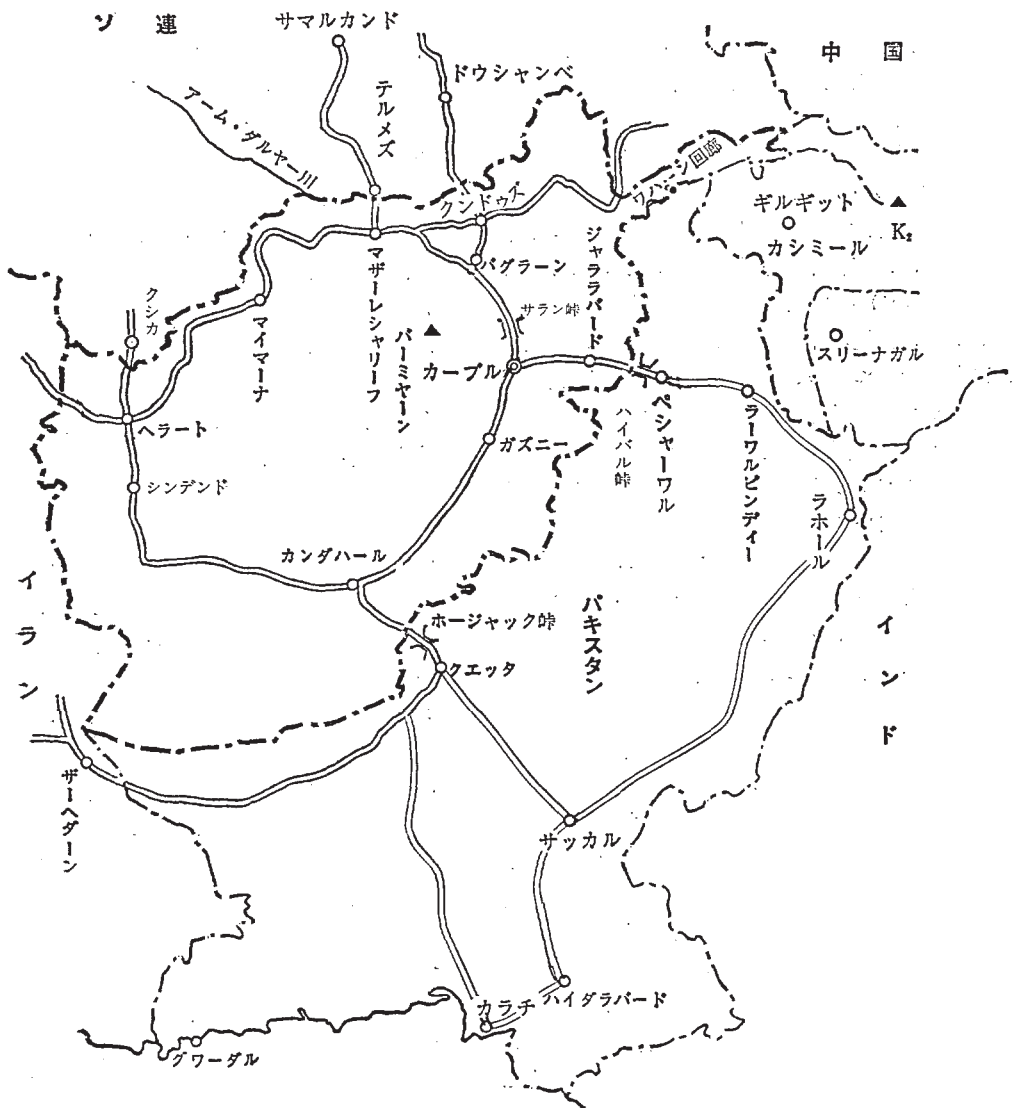 ソ連
サマルカンド
中国
ドウシャンベ
テルメズ
アーム・ダルヤー川
ワハーン回廊
クンドゥズ
ギルギット
K₂
カシミール
ジャララバード
バグラーン
クシカ
サラン峠
マイマーナ
マザーレシャリーフ
バーミヤーン
カーブル
スリーナガル
ヘラート
ガズニー
ハイバル峠
ペシャーワル
ラーワルピンディー
シンデンド
ラホール
カンダハール
イラン
ホージャック峠
パキスタン
インド
クエッタ
ザーヘダーン
サッカル
カラチ
ハイダラバード
グワーダル